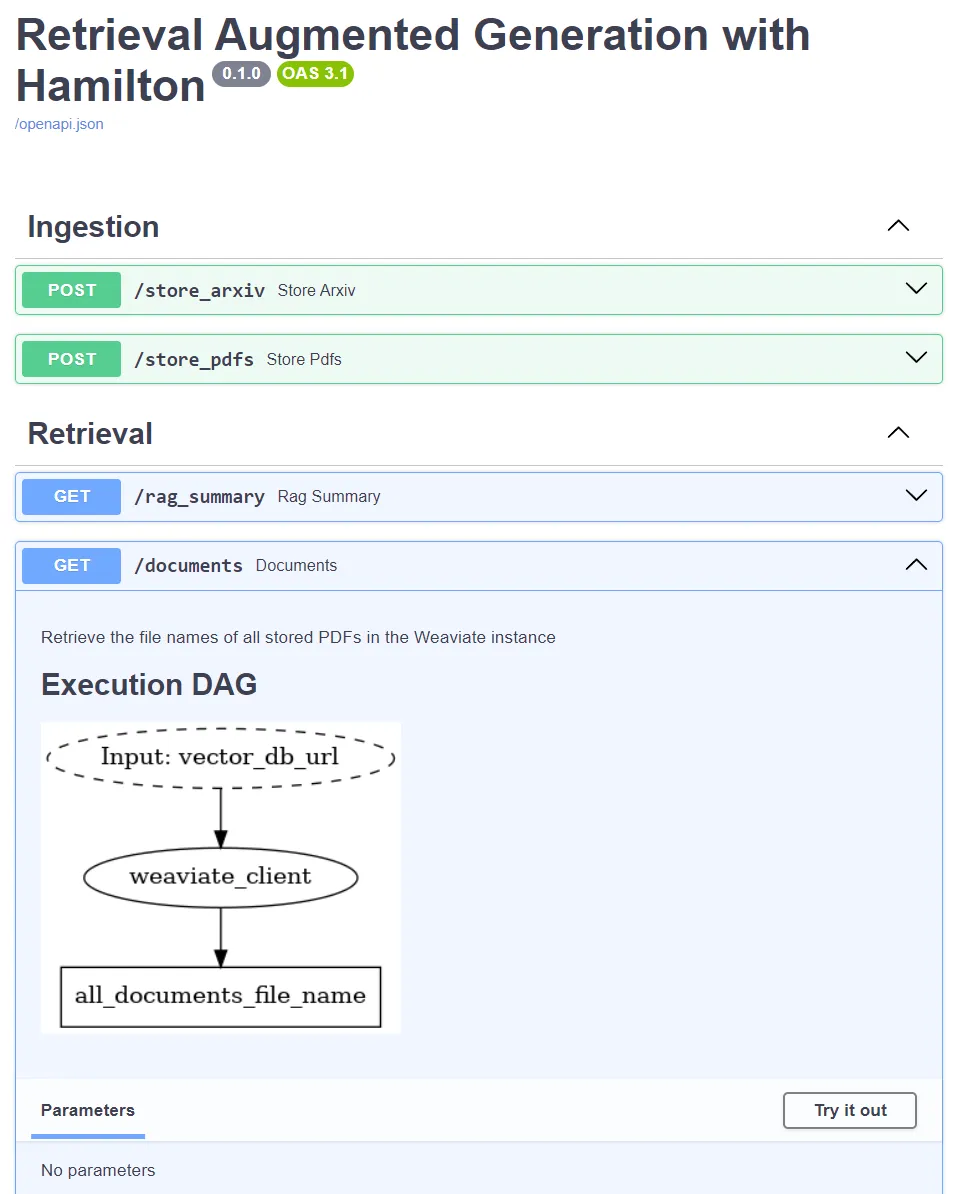 Retrieval Augmented Generation with
Hamilton 0.1.0 OAS 3.1
/openapi.json
Ingestion
POST /store_arxiv Store Arxiv
POST /store_pdfs Store Pdfs
Retrieval
GET /rag_summary Rag Summary
GET /documents Documents
Retrieve the file names of all stored PDFs in the Weaviate instance
Execution DAG
Input: vector_db_url
weaviate_client
all_documents_file_name
Parameters Try it out
No parameters